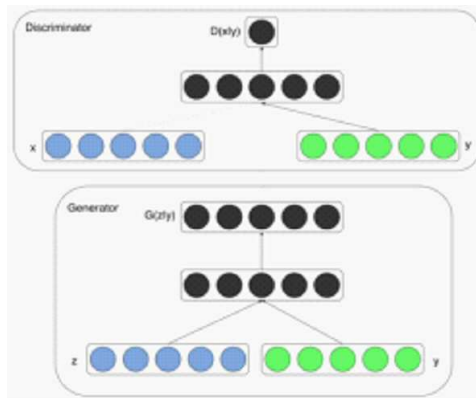 Discriminator
D(x|y)
x
y
Generator
G(z|y)
z
y